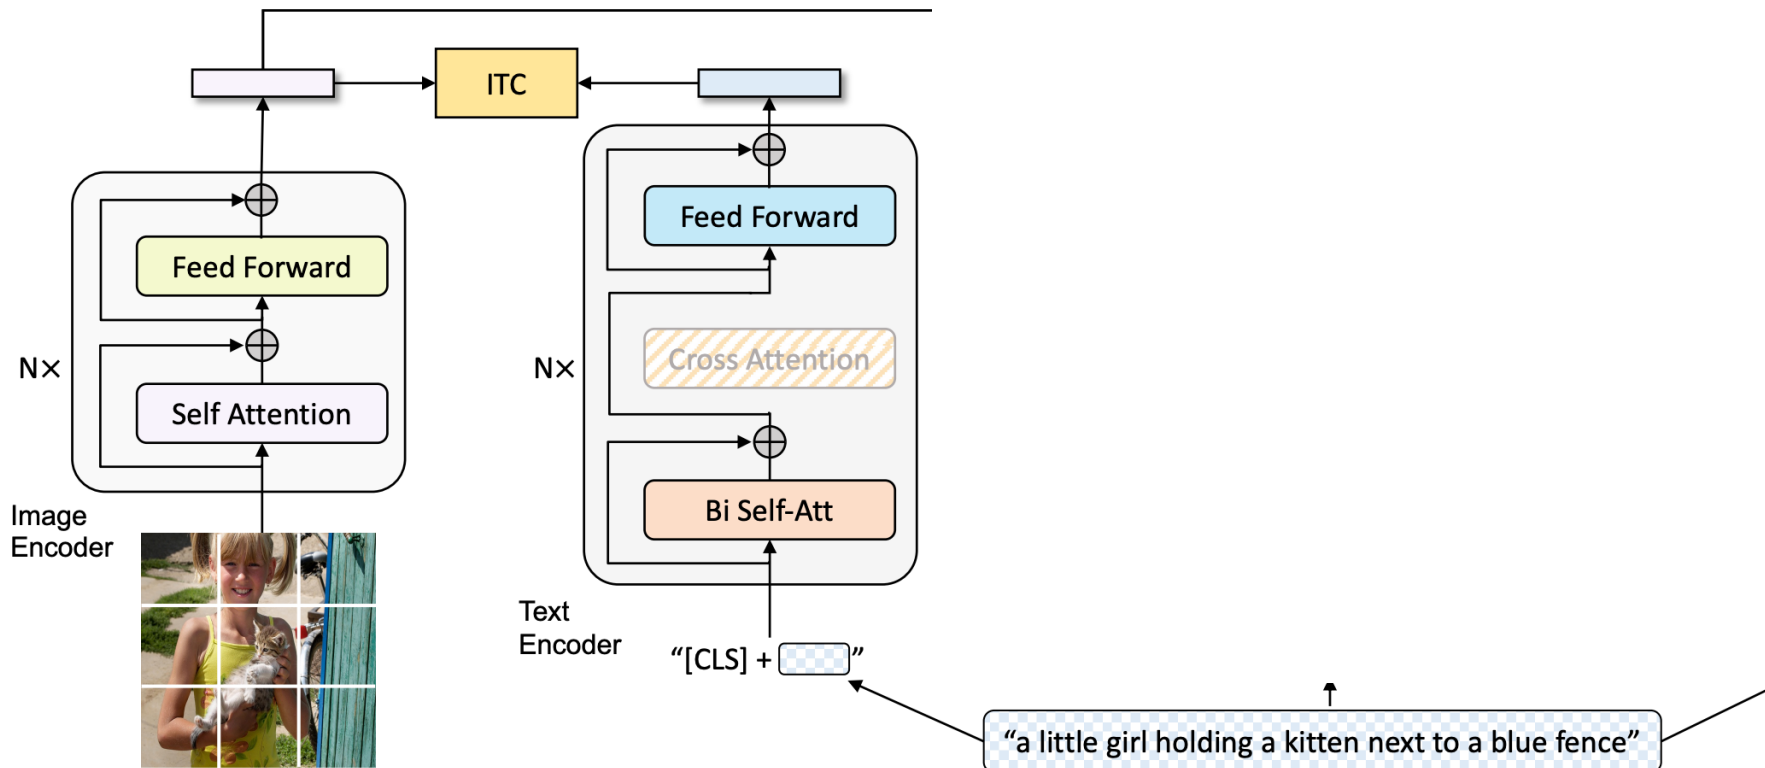 ITC
Feed Forward
Feed Forward
Cross Attention
N×
N×
Self Attention
Bi Self-Att
Image
Encoder
Text
Encoder
“[CLS] + ”
“a little girl holding a kitten next to a blue fence”